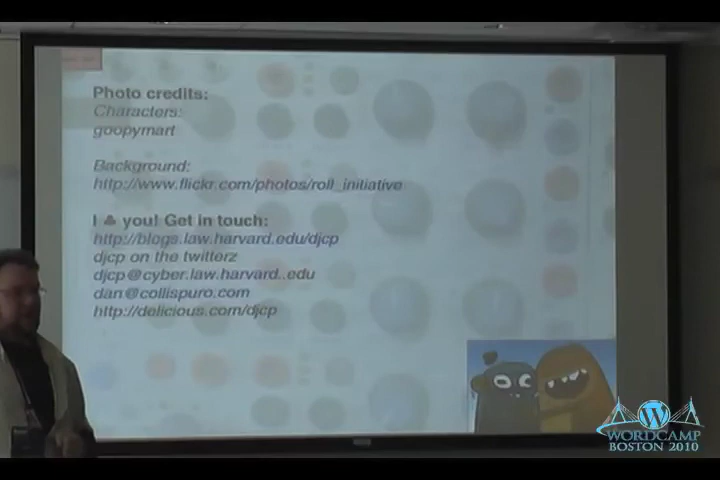 Photo credits:
Characters:
goopymart
Background:
http://www.flickr.com/photos/roll_initiative
I ♣ you! Get in touch:
http://blogs.law.harvard.edu/djcp
djcp on the twitterz
djcp@cyber.law.harvard..edu
dan@collispuro.com
http://delicious.com/djcp
WORDCAMP
BOSTON 2010